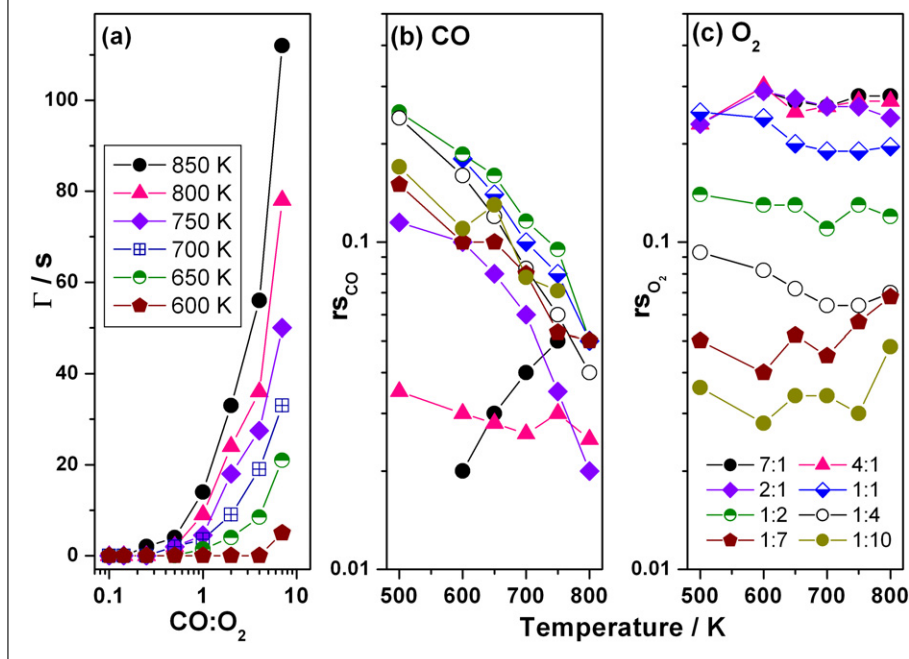 (a)
Γ / s
100
80
60
40
20
0
850 K
800 K
750 K
700 K
650 K
600 K
0.1
1
10
CO:O₂
(b) CO
rs_CO
0.1
0.01
500
600
700
800
(c) O₂
rs_O₂
0.1
0.01
7:1
4:1
2:1
1:1
1:2
1:4
1:7
1:10
500
600
700
800
Temperature / K